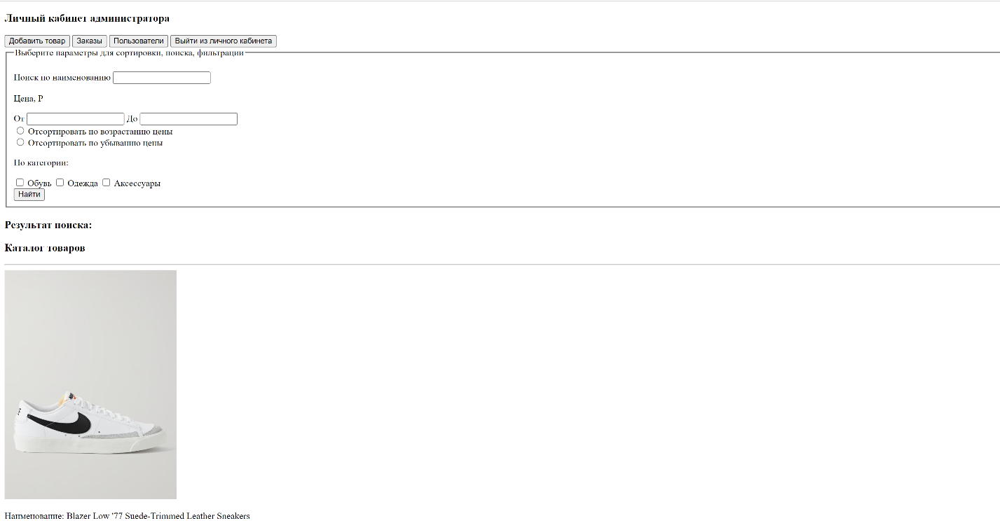 Личный кабинет администратора
Добавить товар Заказы Пользователи Выйти из личного кабинета
Выберите параметры для сортировки, поиска, фильтрации
Поиск по наименованию
Цена, Р
От До
Отсортировать по возрастанию цены
Отсортировать по убыванию цены
По категории:
Обувь Одежда Аксессуары
Найти
Результат поиска:
Каталог товаров
Наименование: Blazer Low '77 Suede-Trimmed Leather Sneakers